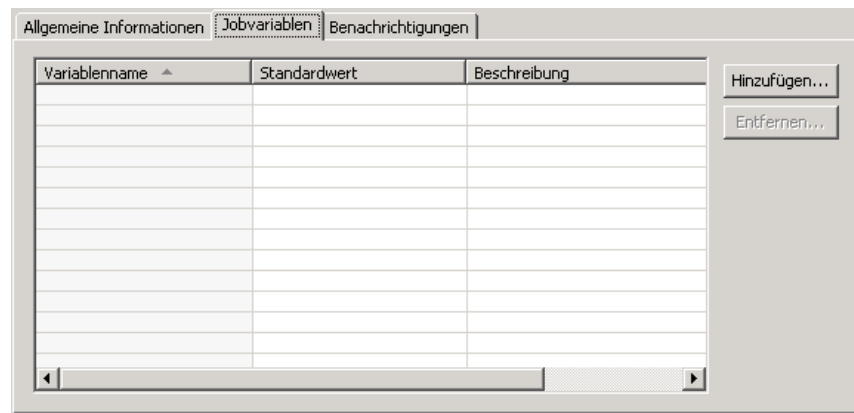 Allgemeine Informationen Jobvariablen Benachrichtigungen
Variablenname Standardwert Beschreibung
Hinzufügen...
Entfernen...